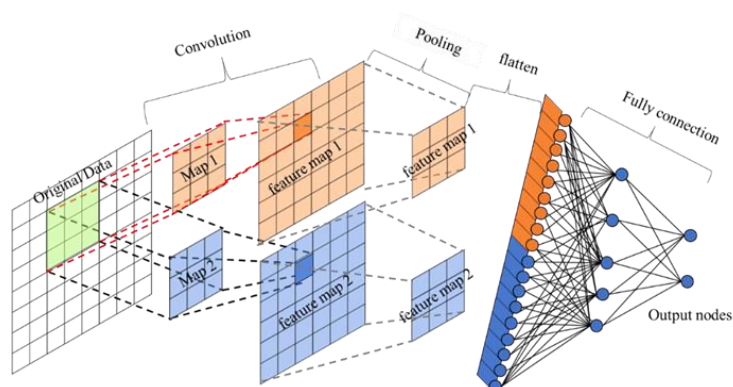 Convolution
Pooling
flatten
Fully connection
Original/Data
Map 1
feature map 1
feature map 1
Map 2
feature map 2
feature map 2
Output nodes